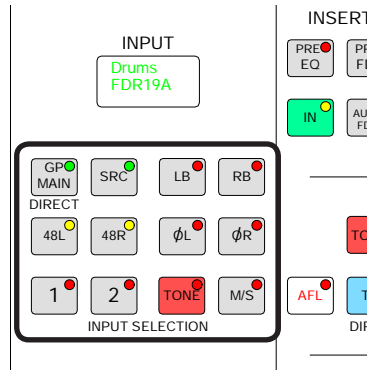 INSERT
INPUT
Drums
FDR19A
PRE
EQ
IN
GP
MAIN
SRC
LB
RB
DIRECT
48L
48R
ϕL
ϕR
1
2
TONE
M/S
AFL
INPUT SELECTION